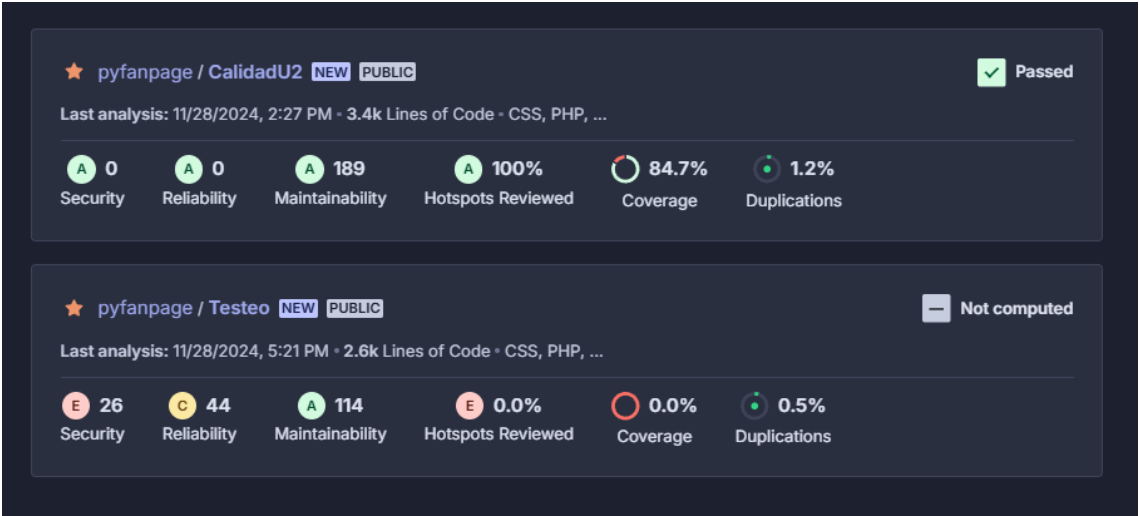 pyfanpage / CalidadU2 NEW PUBLIC Passed
Last analysis: 11/28/2024, 2:27 PM • 3.4k Lines of Code • CSS, PHP, ...
A 0 A 0 A 189 A 100% 84.7% 1.2%
Security Reliability Maintainability Hotspots Reviewed Coverage Duplications
pyfanpage / Testeo NEW PUBLIC Not computed
Last analysis: 11/28/2024, 5:21 PM • 2.6k Lines of Code • CSS, PHP, ...
E 26 C 44 A 114 E 0.0% 0.0% 0.5%
Security Reliability Maintainability Hotspots Reviewed Coverage Duplications